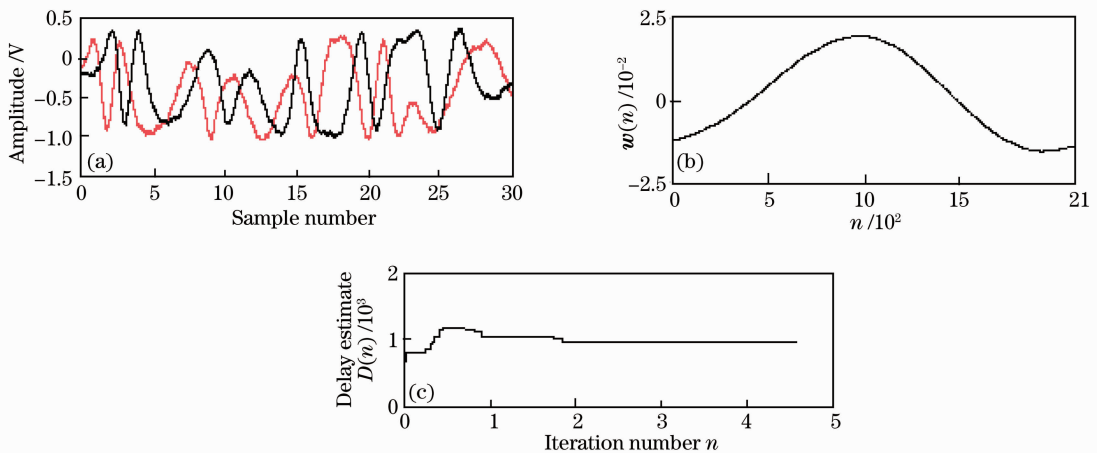 0.5
0
−0.5
−1.0
−1.5
Amplitude /V
(a)
0 5 10 15 20 25 30
Sample number
2.5
0
−2.5
w(n) /10⁻²
(b)
0 5 10 15 21
n /10²
2
1
0
Delay estimate
D(n) /10³
(c)
0 1 2 3 4 5
Iteration number n